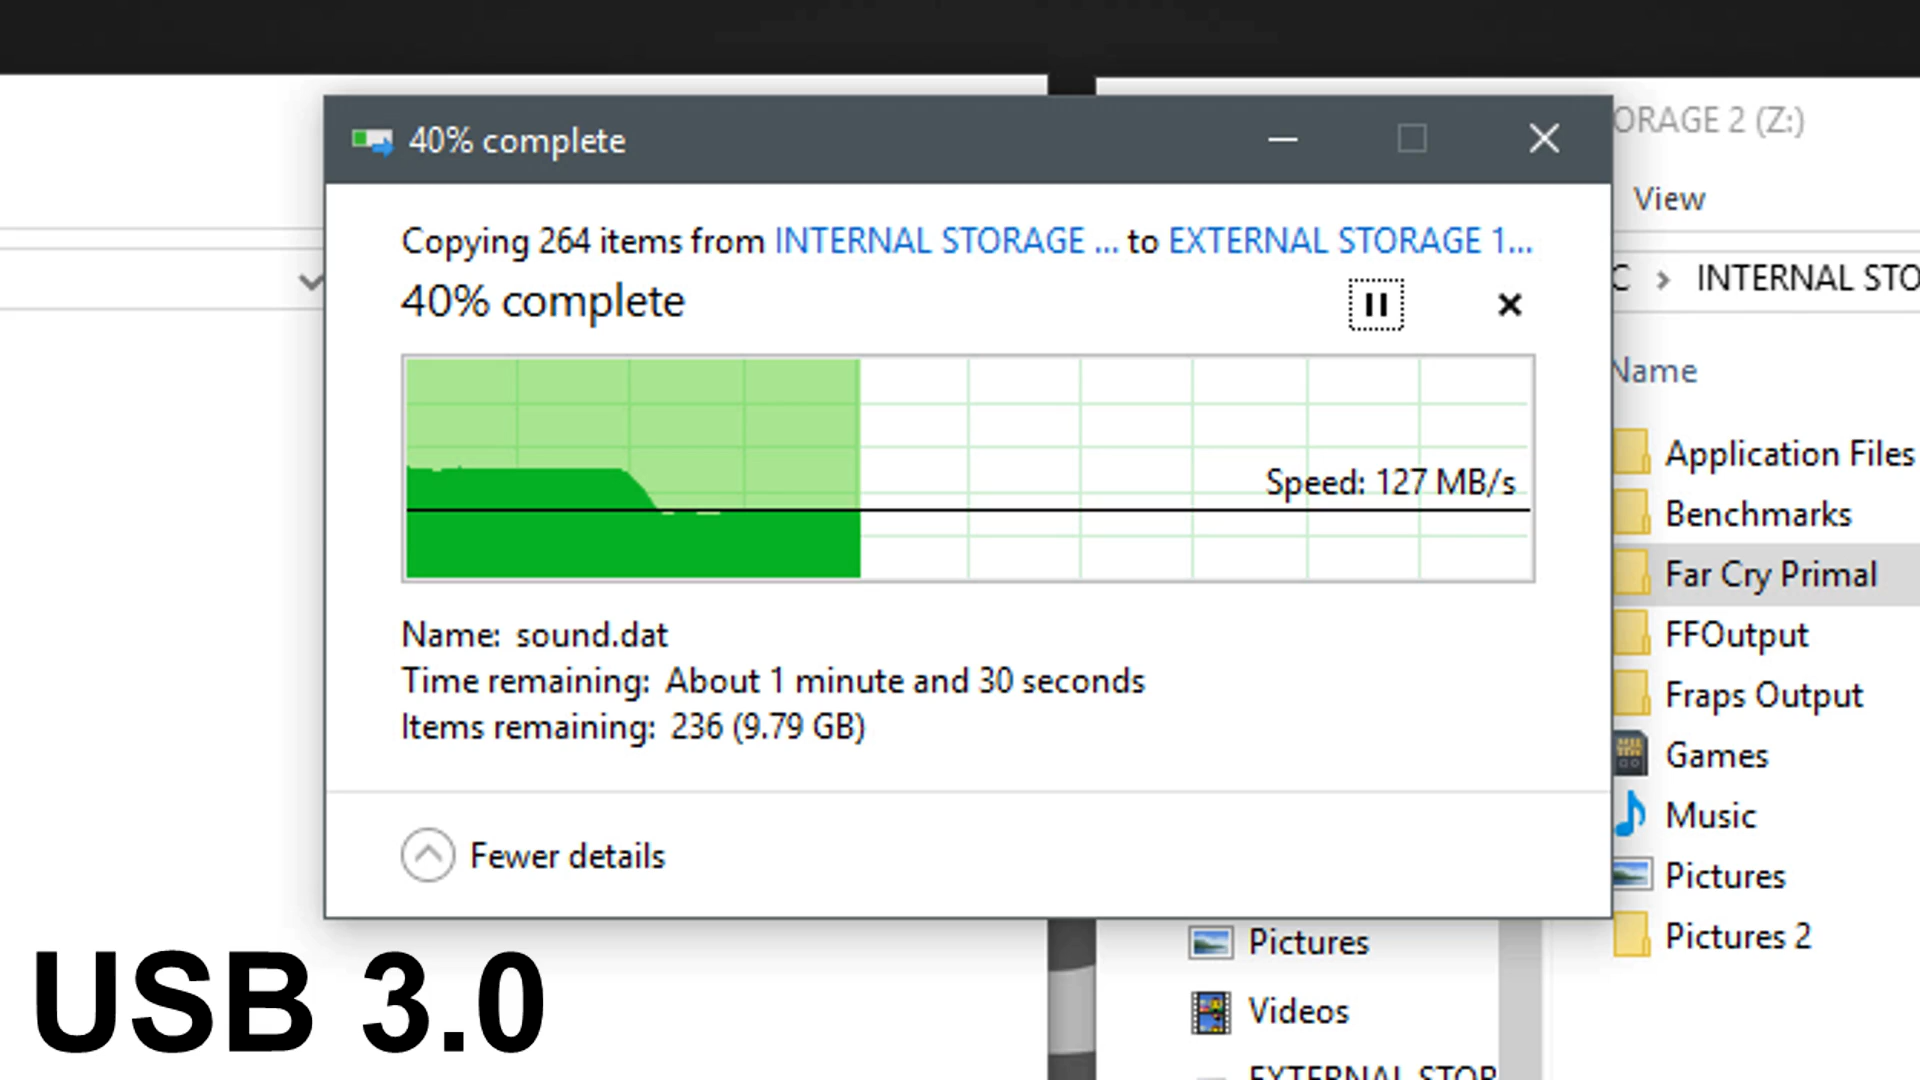 40% complete
ORAGE 2 (Z:)
View
Copying 264 items from INTERNAL STORAGE ... to EXTERNAL STORAGE 1...
C > INTERNAL STO
40% complete
Name
Speed: 127 MB/s
Application Files
Benchmarks
Far Cry Primal
FFOutput
Fraps Output
Games
Music
Pictures
Pictures 2
Name: sound.dat
Time remaining: About 1 minute and 30 seconds
Items remaining: 236 (9.79 GB)
Fewer details
Pictures
Videos
EXTERNAL STOR
USB 3.0